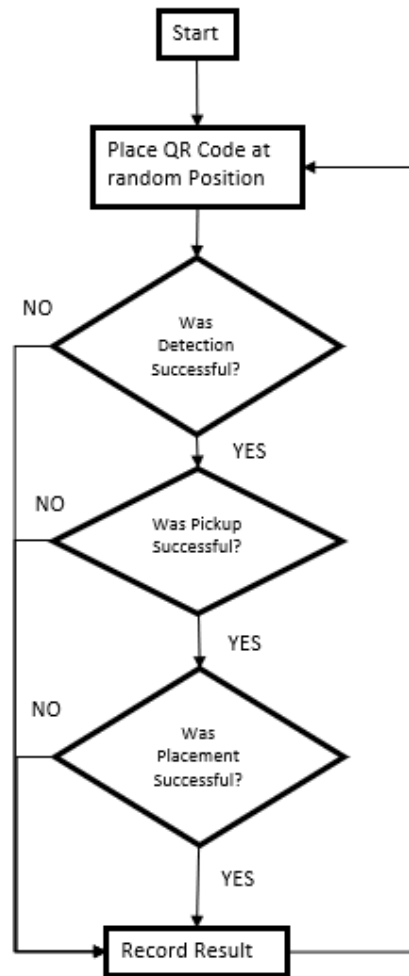 Start
Place QR Code at
random Position
NO
Was
Detection
Successful?
YES
NO
Was Pickup
Successful?
YES
NO
Was
Placement
Successful?
YES
Record Result